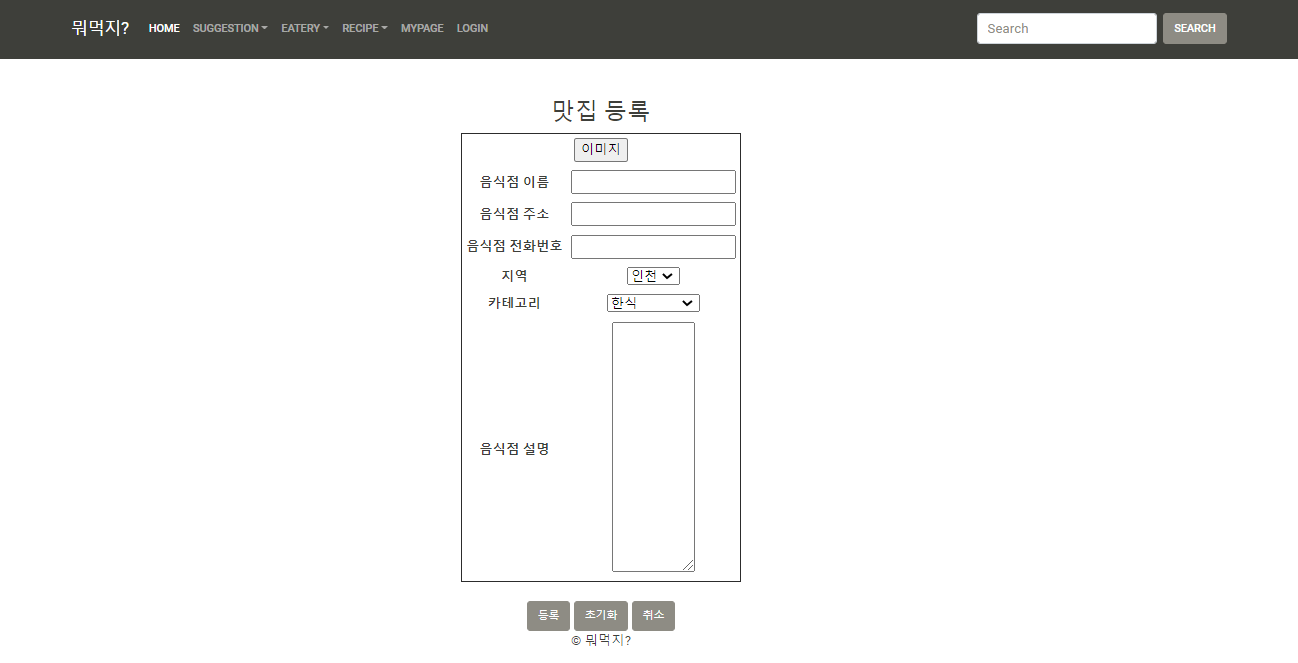 뭐먹지? HOME SUGGESTION EATERY RECIPE MYPAGE LOGIN Search SEARCH
맛집 등록
이미지
음식점 이름
음식점 주소
음식점 전화번호
지역 인천
카테고리 한식
음식점 설명
등록 초기화 취소
© 뭐먹지?